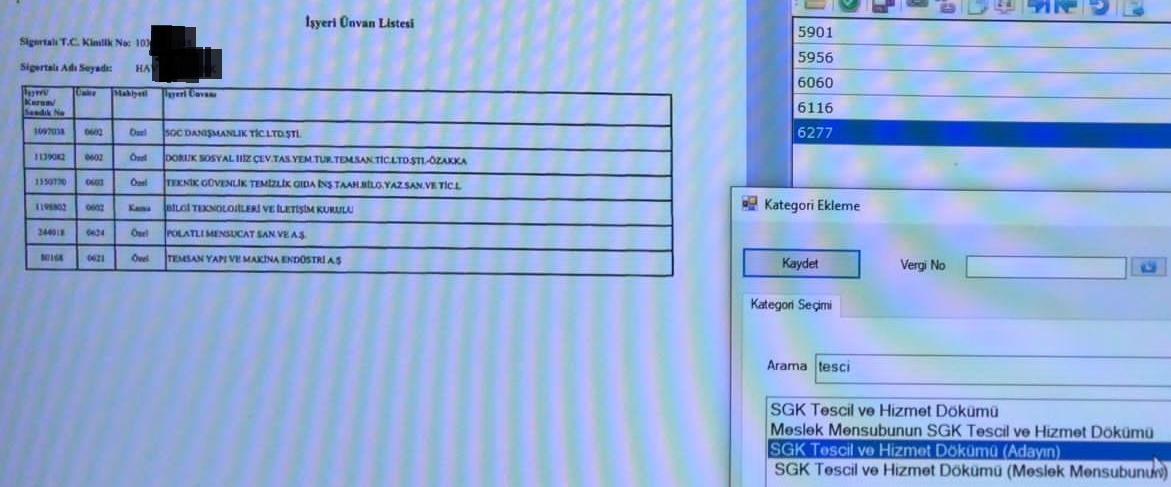 İşyeri Ünvan Listesi
Sigortalı T.C. Kimlik No: 103
Sigortalı Adı Soyadı: HAY
İşyeri/ Kurum/ Sandık No Ünite Mahiyeti İşyeri Ünvanı
1097038 0602 Özel SGC DANIŞMANLIK TİC.LTD.ŞTİ.
1139082 0602 Özel DORUK SOSYAL HİZ ÇEV.TAS.YEM.TUR.TEM.SAN.TİC.LTD.ŞTİ.-ÖZAKKA
1150770 0603 Özel TEKNİK GÜVENLİK TEMİZLİK GIDA İNŞ.TAAH.BİLG.YAZ.SAN.VE TİC.L
1198802 0602 Kamu BİLGİ TEKNOLOJİLERİ VE İLETİŞİM KURULU
244018 0624 Özel POLATLI MENSUCAT SAN.VE A.Ş.
80168 0621 Özel TEMSAN YAPI VE MAKİNA ENDÜSTRİ A.Ş
5901
5956
6060
6116
6277
Kategori Ekleme
Kaydet Vergi No
Kategori Seçimi
Arama tesci
SGK Tescil ve Hizmet Dökümü
Meslek Mensubunun SGK Tescil ve Hizmet Dökümü
SGK Tescil ve Hizmet Dökümü (Adayın)
SGK Tescil ve Hizmet Dökümü (Meslek Mensubunun)